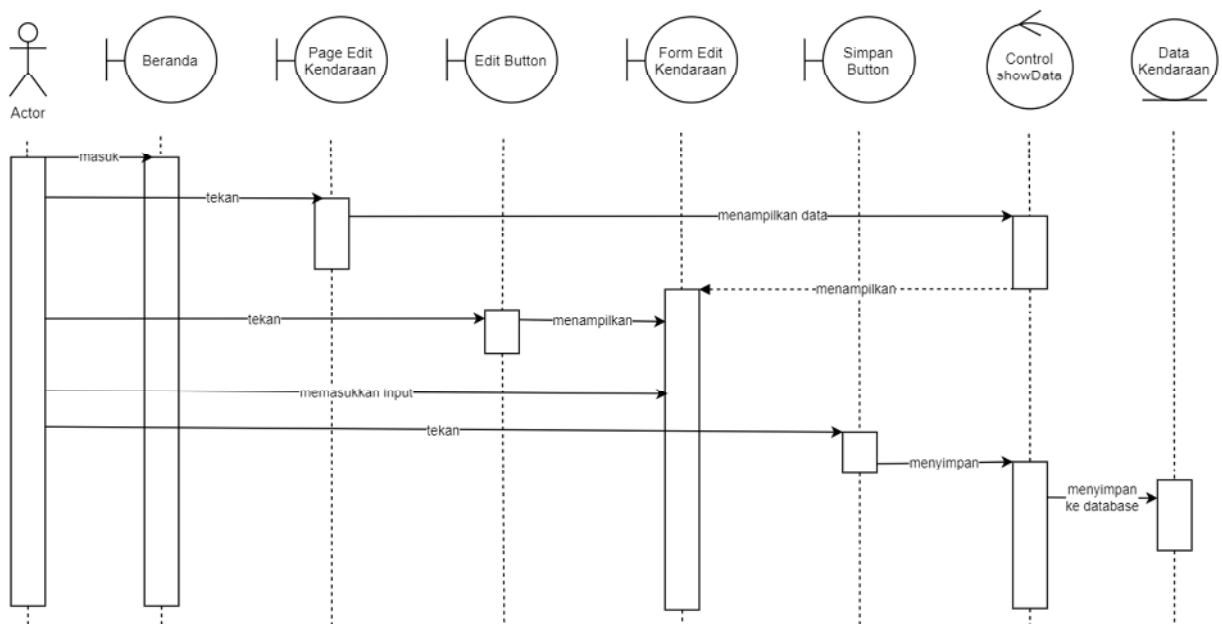 Beranda
Page Edit
Kendaraan
Edit Button
Form Edit
Kendaraan
Simpan
Button
Control
showData
Data
Kendaraan
Actor
masuk
tekan
menampilkan data
menampilkan
tekan
menampilkan
memasukkan input
tekan
menyimpan
menyimpan
ke database